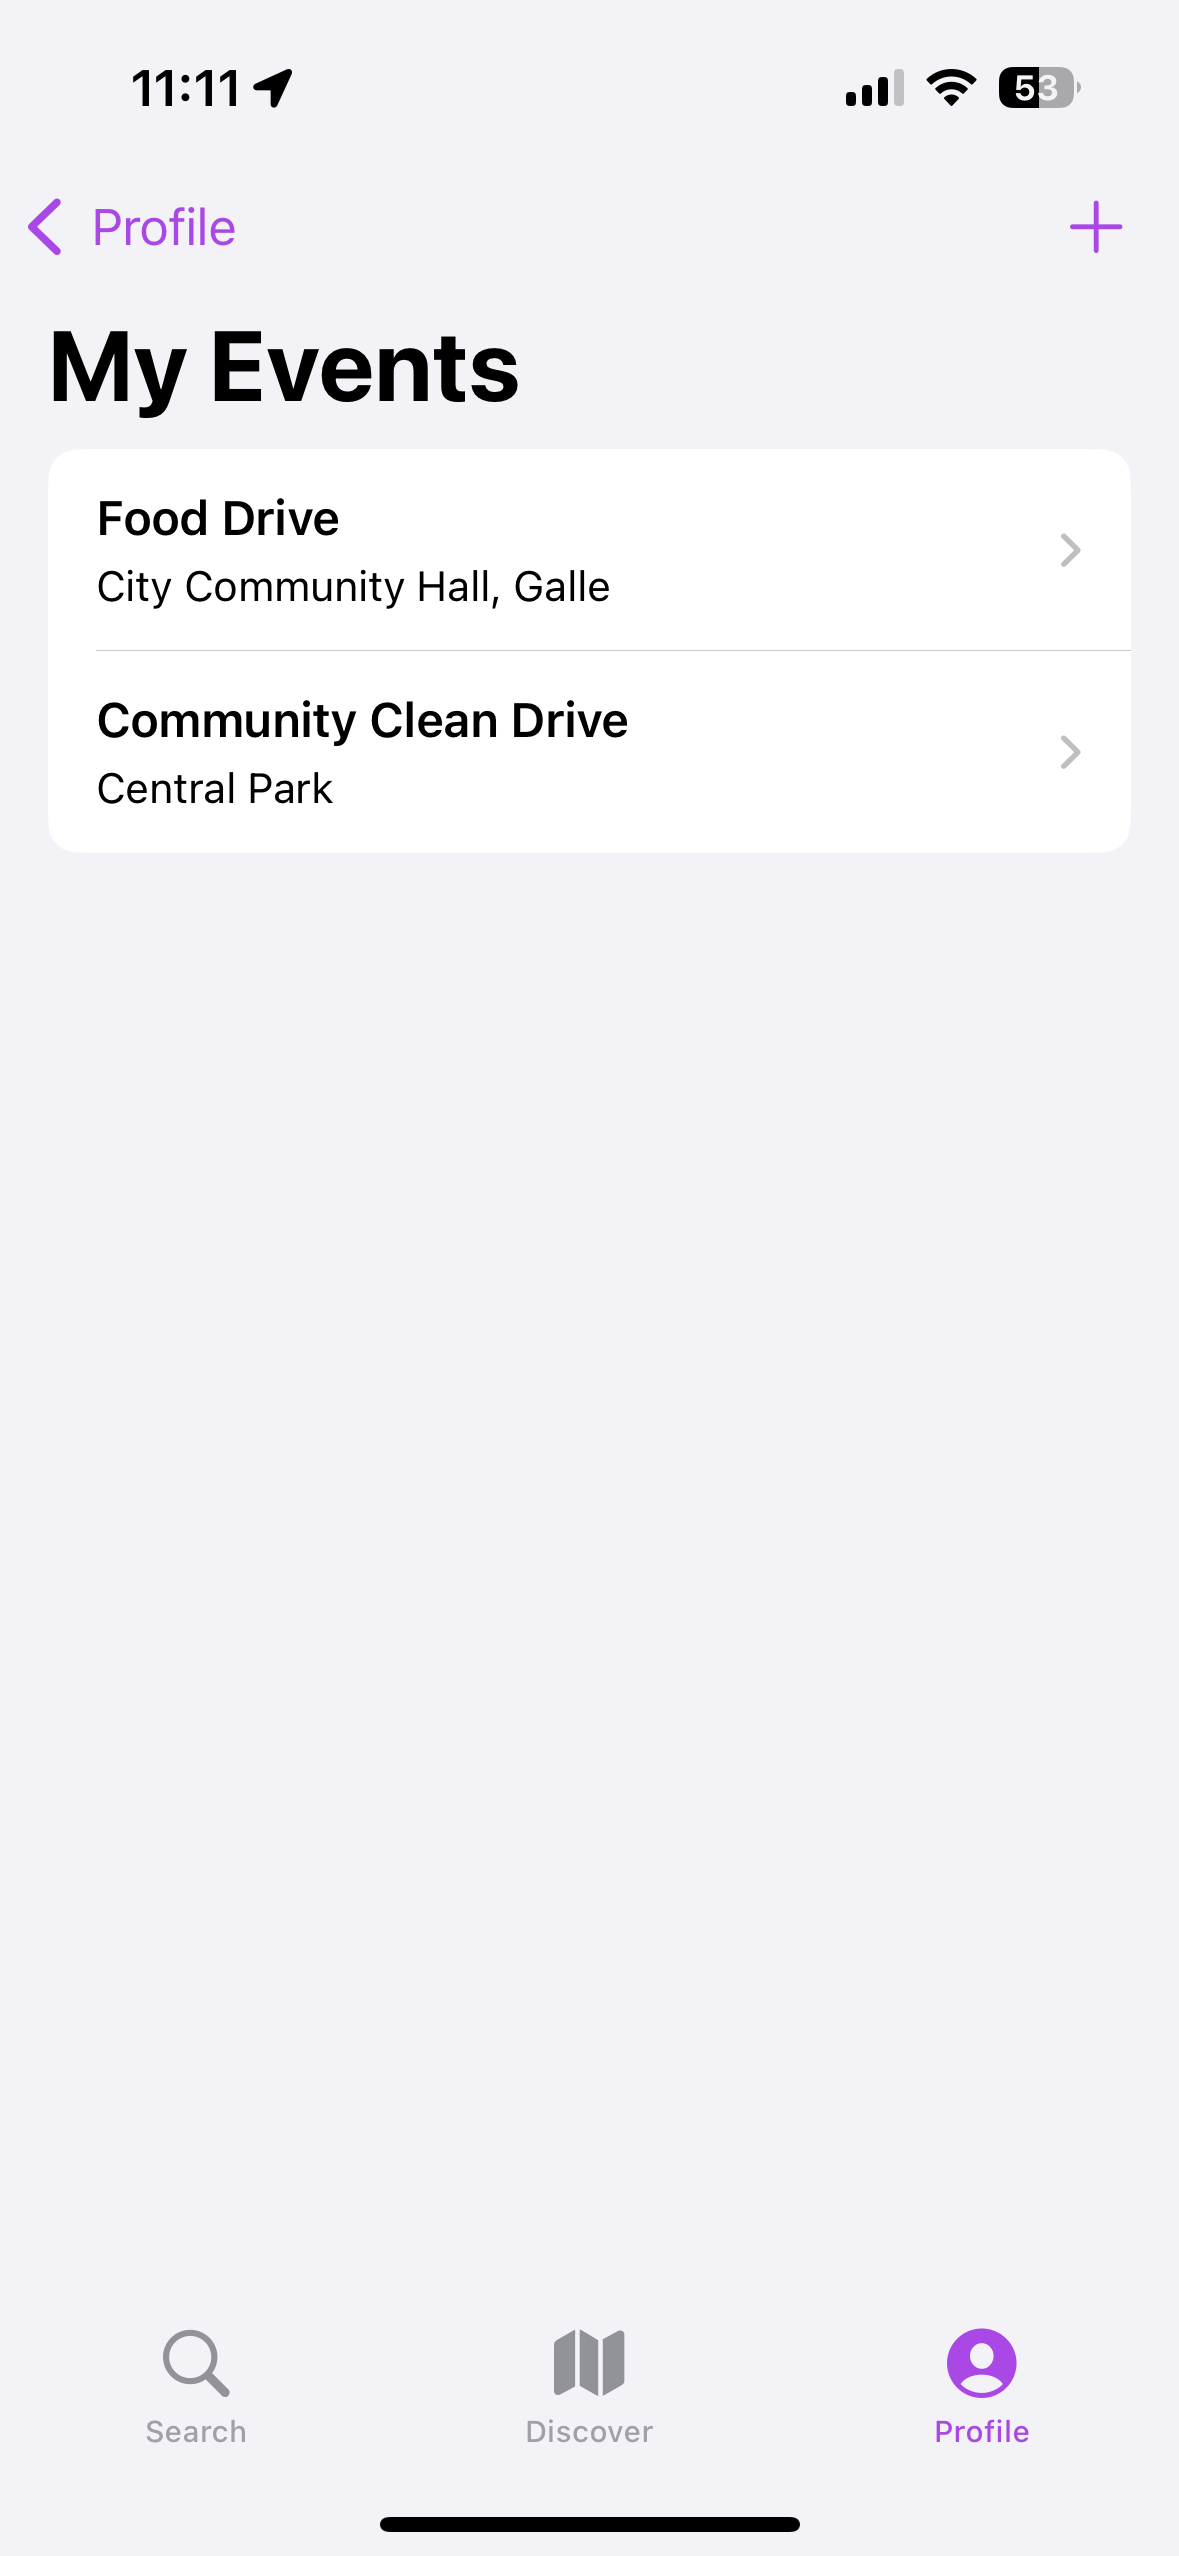 11:11
53
Profile
My Events
Food Drive
City Community Hall, Galle
Community Clean Drive
Central Park
Search
Discover
Profile